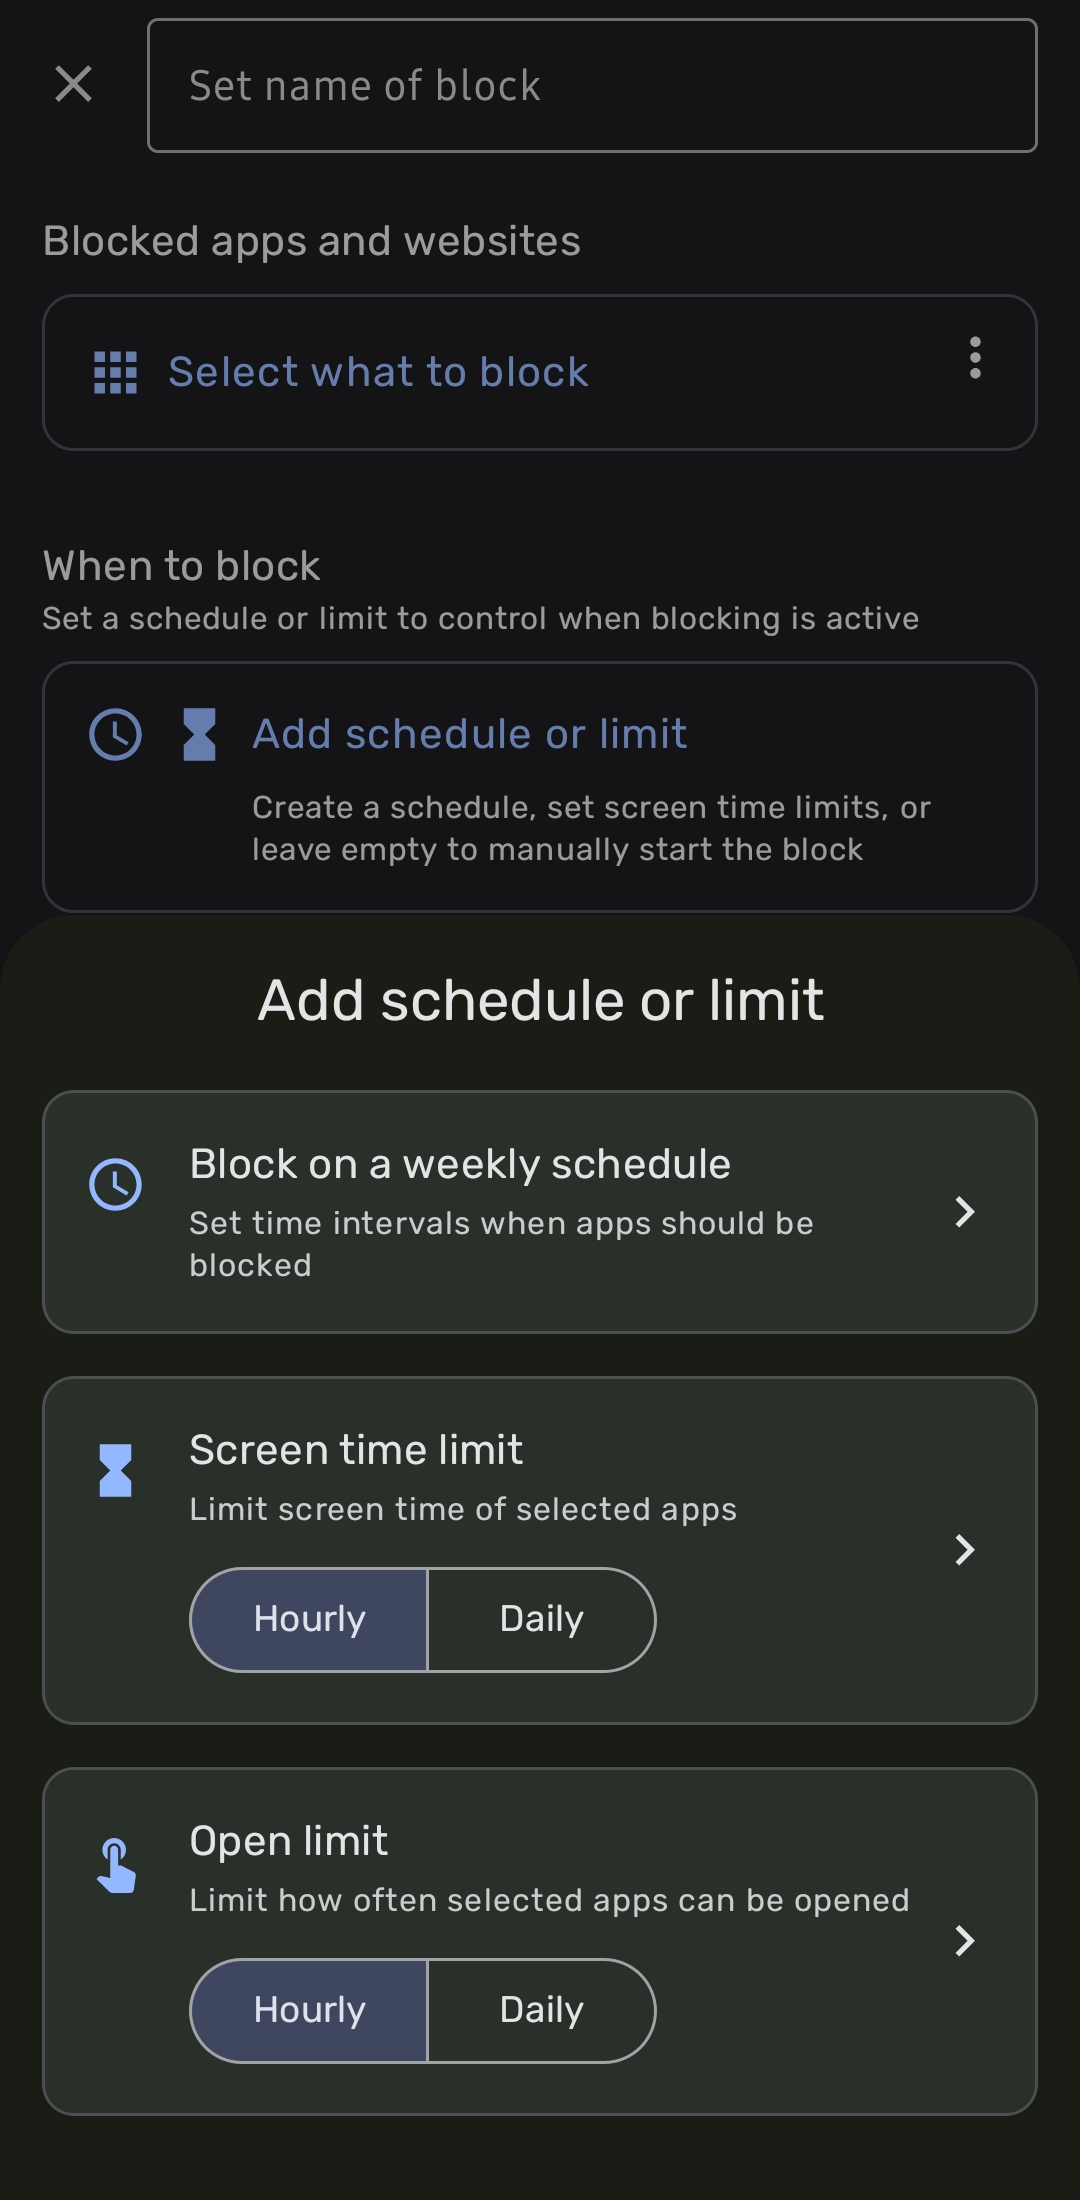 Set name of block
Blocked apps and websites
Select what to block
When to block
Set a schedule or limit to control when blocking is active
Add schedule or limit
Create a schedule, set screen time limits, or
leave empty to manually start the block
Add schedule or limit
Block on a weekly schedule
Set time intervals when apps should be
blocked
Screen time limit
Limit screen time of selected apps
Hourly Daily
Open limit
Limit how often selected apps can be opened
Hourly Daily